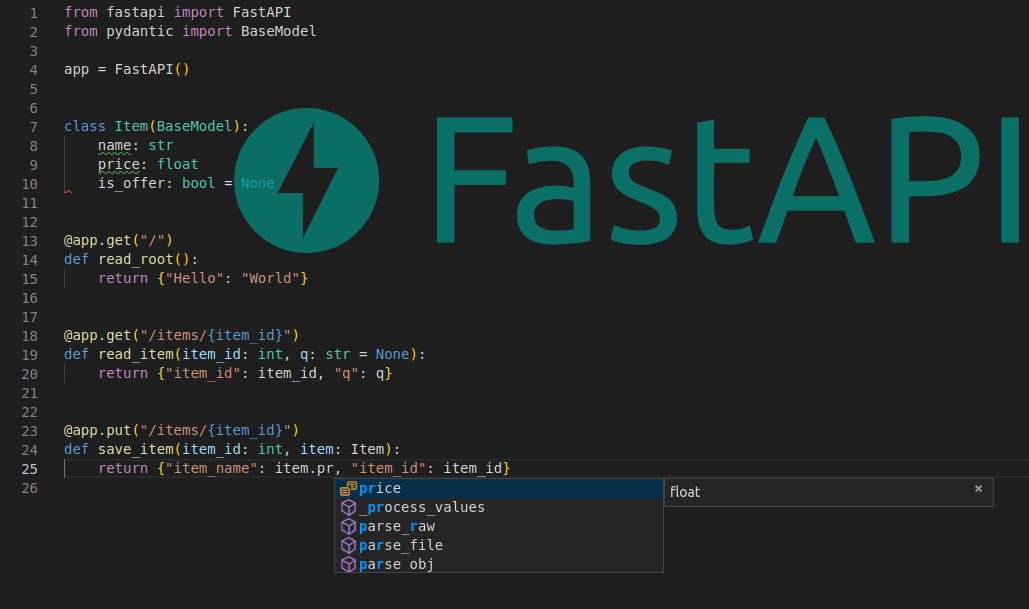 1 from fastapi import FastAPI
2 from pydantic import BaseModel
3
4 app = FastAPI()
5
6
7 class Item(BaseModel):
8     name: str
9     price: float
10     is_offer: bool = None
11
12
13 @app.get("/")
14 def read_root():
15     return {"Hello": "World"}
16
17
18 @app.get("/items/{item_id}")
19 def read_item(item_id: int, q: str = None):
20     return {"item_id": item_id, "q": q}
21
22
23 @app.put("/items/{item_id}")
24 def save_item(item_id: int, item: Item):
25     return {"item_name": item.pr, "item_id": item_id}
26
price
_process_values
parse_raw
parse_file
parse_obj
float ×
FastAPI